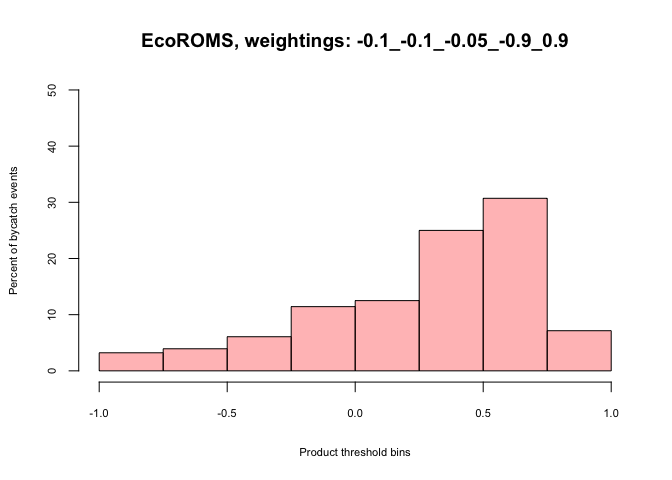 EcoROMS, weightings: -0.1_-0.1_-0.05_-0.9_0.9
50
40
30
20
10
0
Percent of bycatch events
-1.0 -0.5 0.0 0.5 1.0
Product threshold bins